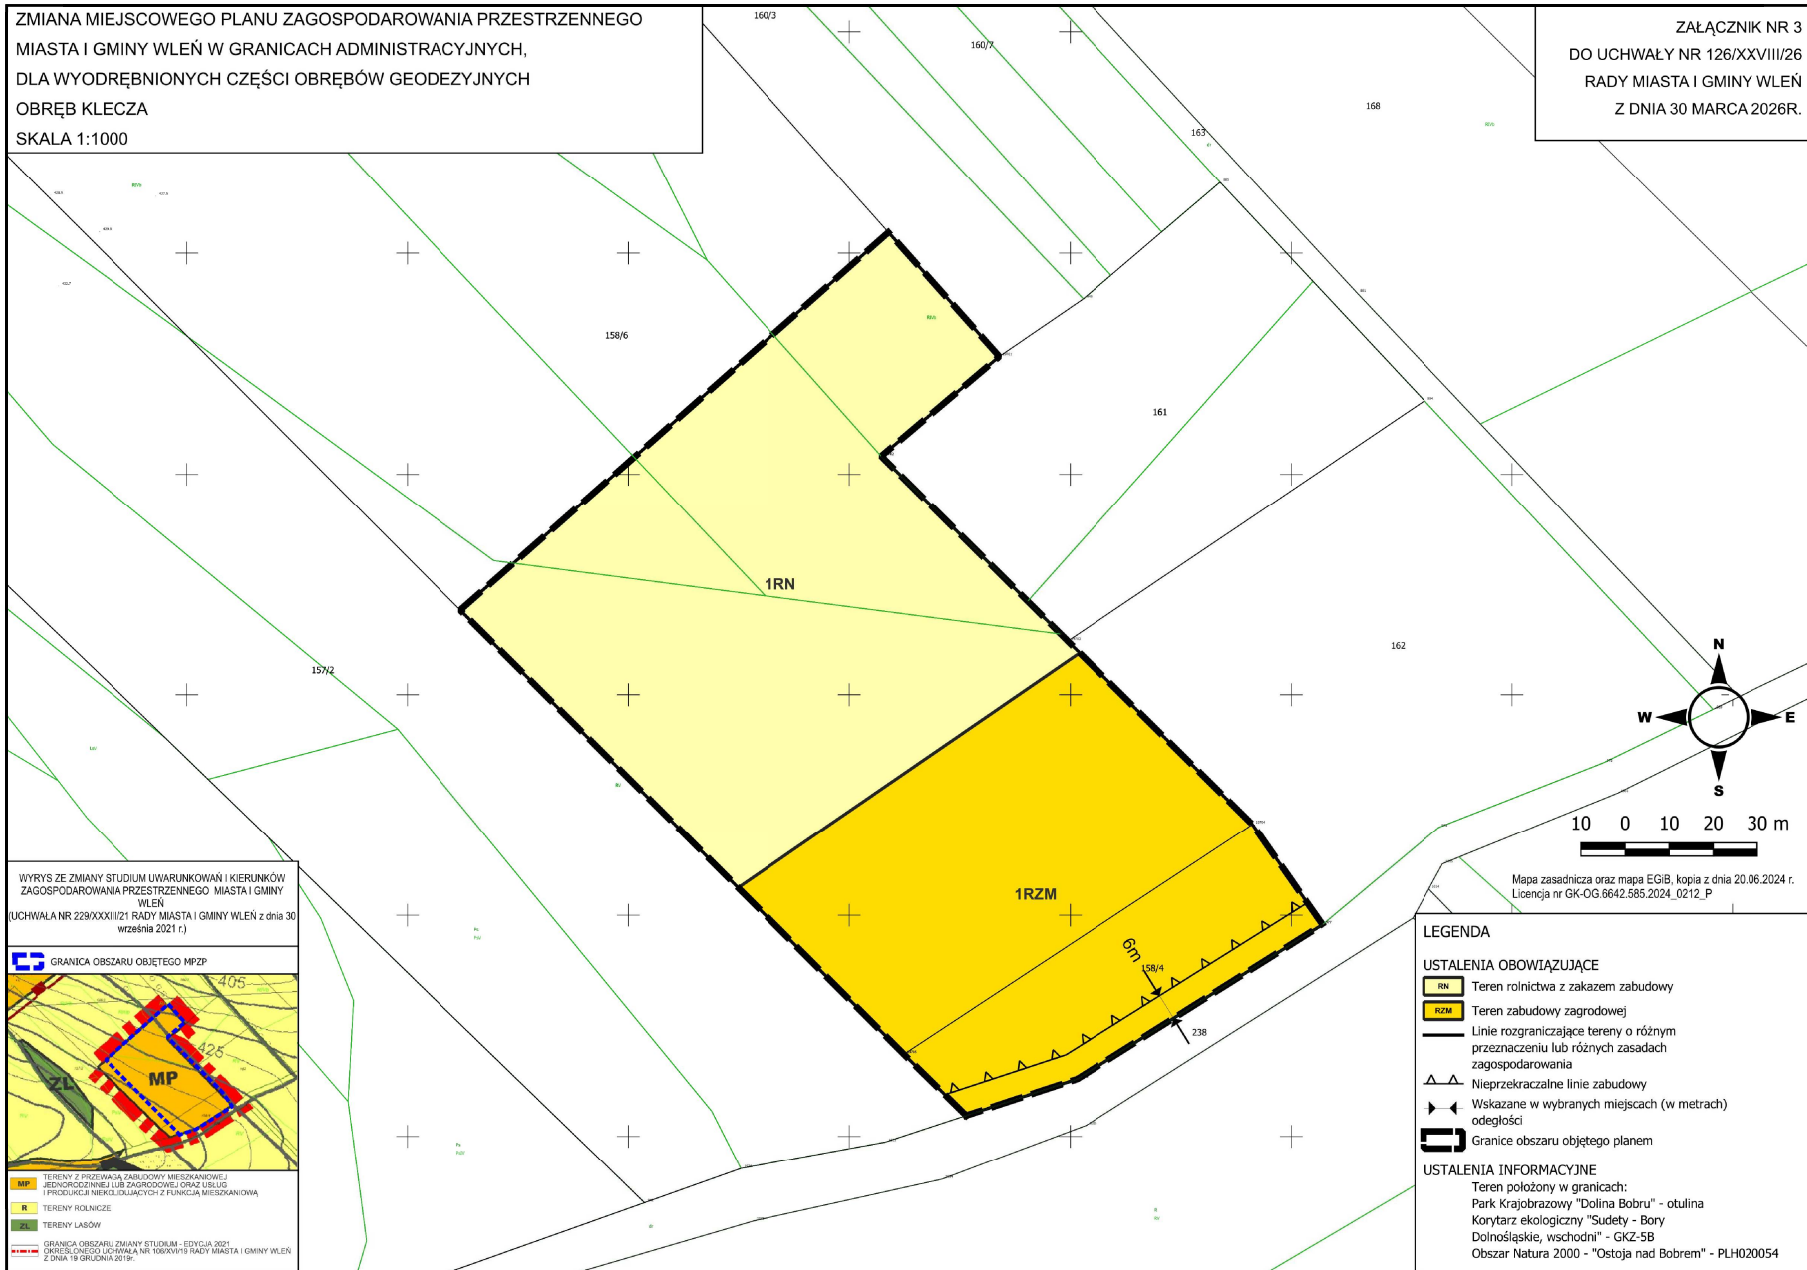 ZMIANA MIEJSCOWEGO PLANU ZAGOSPODAROWANIA PRZESTRZENNEGO
MIASTA I GMINY WLEŃ W GRANICACH ADMINISTRACYJNYCH,
DLA WYODRĘBNIONYCH CZĘŚCI OBRĘBÓW GEODEZYJNYCH
OBRĘB KLECZA
SKALA 1:1000
ZAŁĄCZNIK NR 3
DO UCHWAŁY NR 126/XXVIII/26
RADY MIASTA I GMINY WLEŃ
Z DNIA 30 MARCA 2026R.
160/3
160/7
168
163
158/6
161
1RN
162
157/2
1RZM
6m
158/4
238
N
W
E
S
10 0 10 20 30 m
Mapa zasadnicza oraz mapa EGiB, kopia z dnia 20.06.2024 r.
Licencja nr GK-OG.6642.585.2024_0212_P
LEGENDA
USTALENIA OBOWIĄZUJĄCE
RN Teren rolnictwa z zakazem zabudowy
RZM Teren zabudowy zagrodowej
Linie rozgraniczające tereny o różnym
przeznaczeniu lub różnych zasadach
zagospodarowania
Nieprzekraczalne linie zabudowy
Wskazane w wybranych miejscach (w metrach)
odegłości
Granice obszaru objętego planem
USTALENIA INFORMACYJNE
Teren położony w granicach:
Park Krajobrazowy "Dolina Bobru" - otulina
Korytarz ekologiczny "Sudety - Bory
Dolnośląskie, wschodni" - GKZ-5B
Obszar Natura 2000 - "Ostoja nad Bobrem" - PLH020054
WYRYS ZE ZMIANY STUDIUM UWARUNKOWAŃ I KIERUNKÓW
ZAGOSPODAROWANIA PRZESTRZENNEGO MIASTA I GMINY
WLEŃ
(UCHWAŁA NR 229/XXXIII/21 RADY MIASTA I GMINY WLEŃ z dnia 30
września 2021 r.)
GRANICA OBSZARU OBJĘTEGO MPZP
405
425
ZL
MP
MP TERENY Z PRZEWAGĄ ZABUDOWY MIESZKANIOWEJ
JEDNORODZINNEJ LUB ZAGRODOWEJ ORAZ USŁUG
I PRODUKCJI NIEKOLIDUJĄCYCH Z FUNKCJĄ MIESZKANIOWĄ
R TERENY ROLNICZE
ZL TERENY LASÓW
GRANICA OBSZARU ZMIANY STUDIUM - EDYCJA 2021
OKREŚLONEGO UCHWAŁĄ NR 106/XVI/19 RADY MIASTA I GMINY WLEŃ
Z DNIA 19 GRUDNIA 2019r.